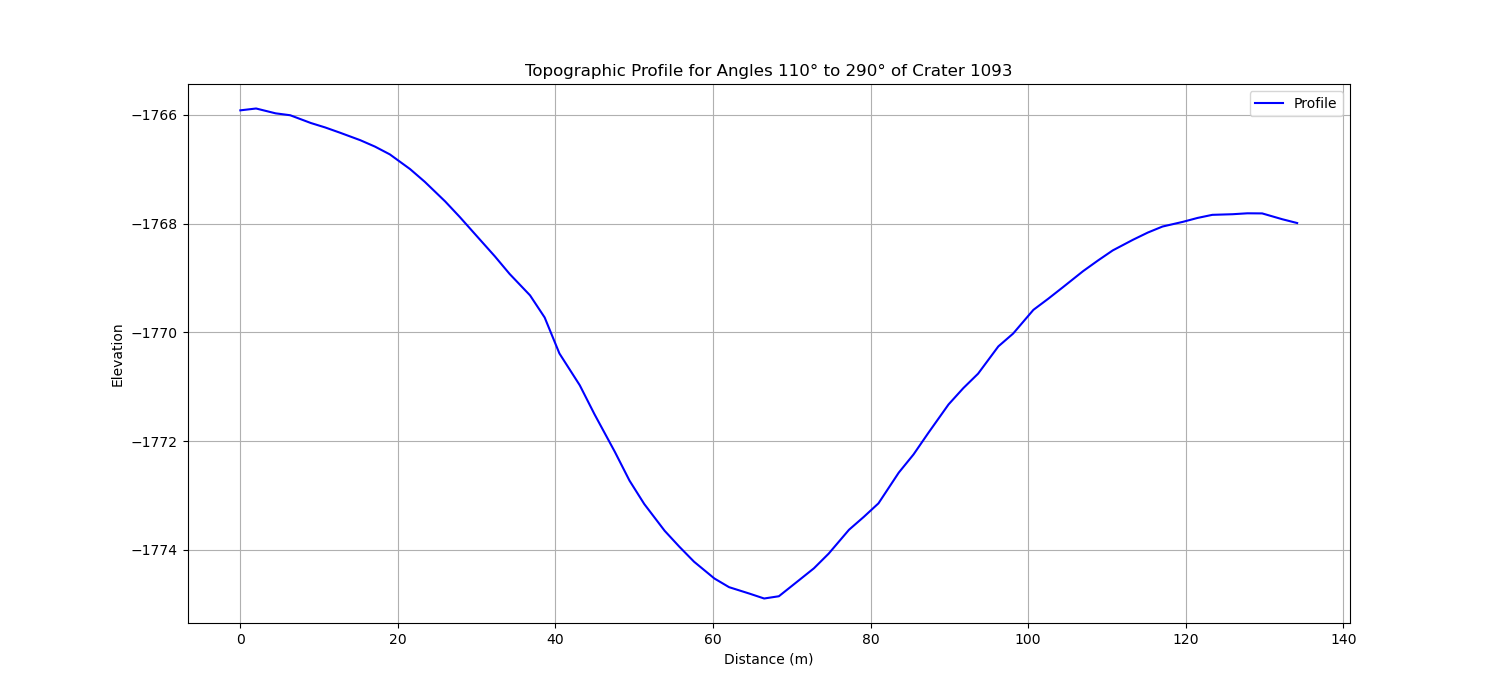 Topographic Profile for Angles 110° to 290° of Crater 1093
Profile
−1766
−1768
−1770
−1772
−1774
Elevation
0 20 40 60 80 100 120 140
Distance (m)